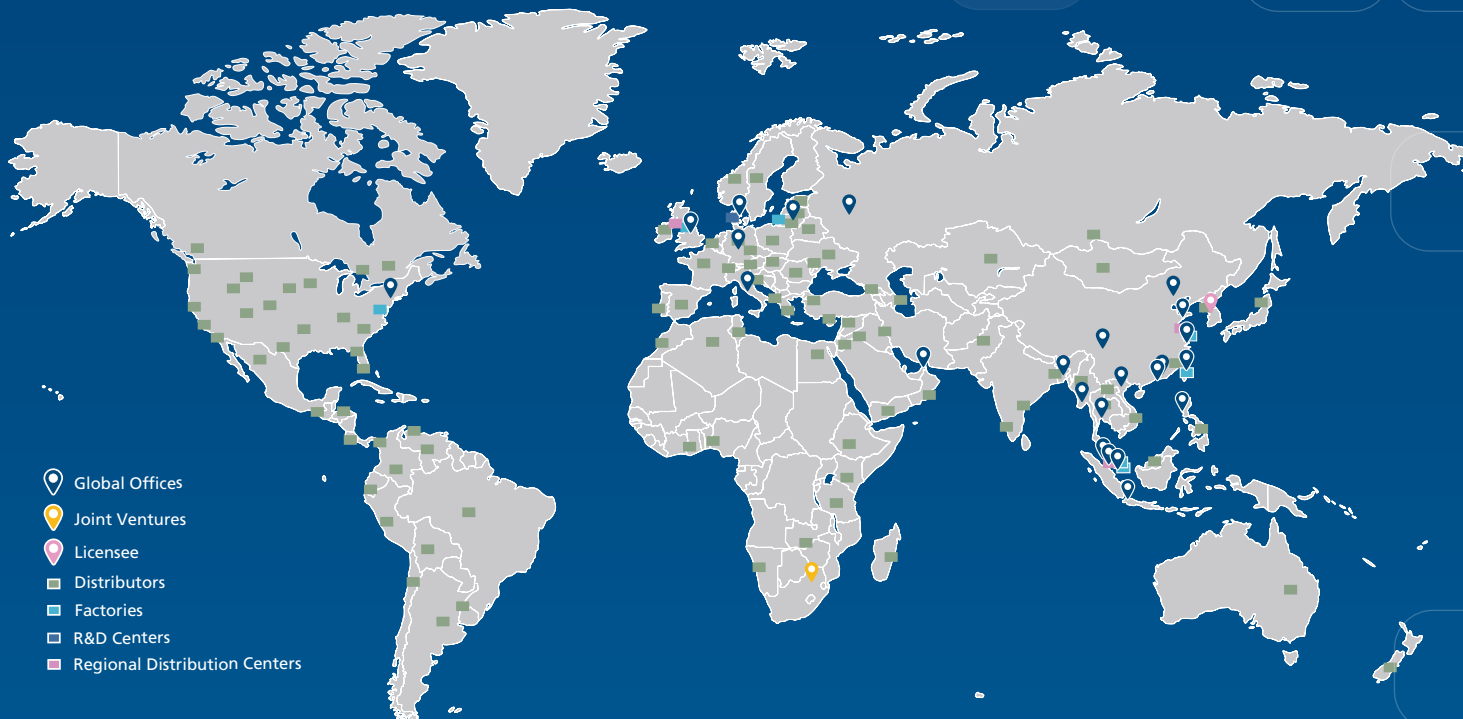 Global Offices
Joint Ventures
Licensee
Distributors
Factories
R&D Centers
Regional Distribution Centers